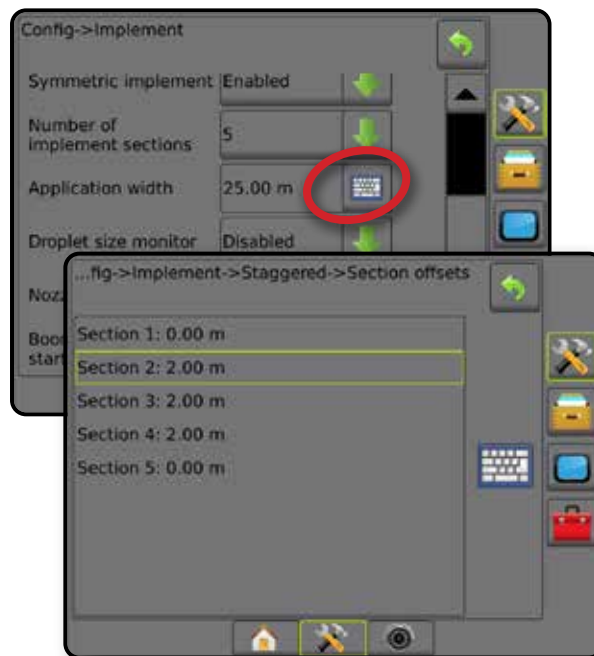 Config->Implement
Symmetric implement Enabled
Number of
implement sections 5
Application width 25.00 m
Droplet size monitor Disabled
...fig->Implement->Staggered->Section offsets
Section 1: 0.00 m
Section 2: 2.00 m
Section 3: 2.00 m
Section 4: 2.00 m
Section 5: 0.00 m